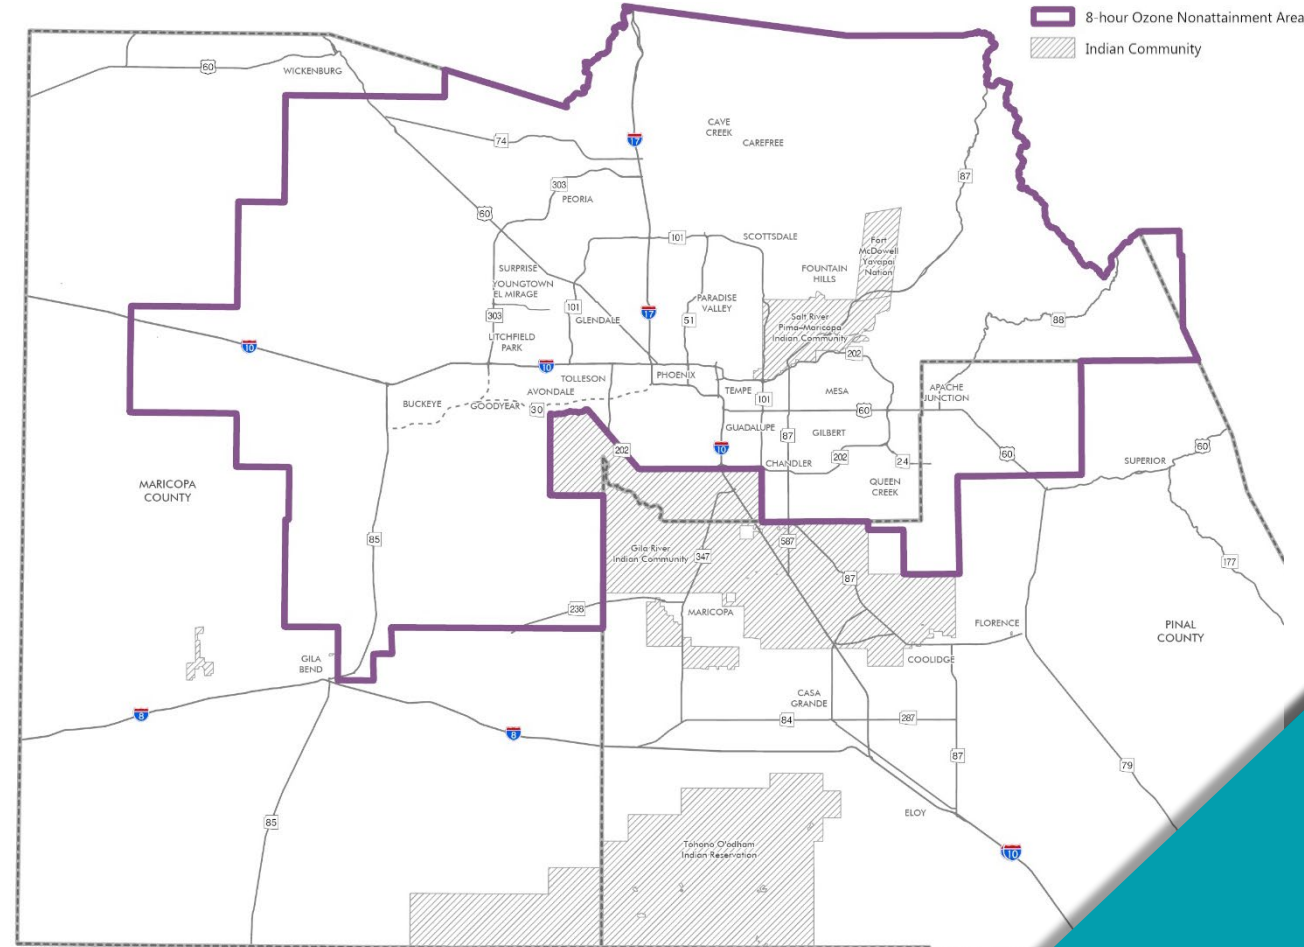 8-hour Ozone Nonattainment Area
Indian Community
60
WICKENBURG
17
CAVE
CREEK
CAREFREE
74
87
303
PEORIA
60
101
SCOTTSDALE
Fort
McDowell
Yavapai
Nation
SURPRISE
YOUNGTOWN
EL MIRAGE
FOUNTAIN
HILLS
PARADISE
VALLEY
101
17
51
303
GLENDALE
Salt River
Pima-Maricopa
Indian Community
88
LITCHFIELD
PARK
10
10
202
TOLLESON
PHOENIX
AVONDALE
TEMPE
MESA
APACHE
JUNCTION
BUCKEYE
GOODYEAR
30
101
60
GUADALUPE
87
GILBERT
202
10
202
24
60
60
CHANDLER
SUPERIOR
QUEEN
CREEK
MARICOPA
COUNTY
85
587
Gila River
Indian Community
347
87
177
238
MARICOPA
FLORENCE
PINAL
COUNTY
GILA
BEND
COOLIDGE
CASA
GRANDE
8
8
84
287
87
79
85
ELOY
Tohono O'odham
Indian Reservation
10